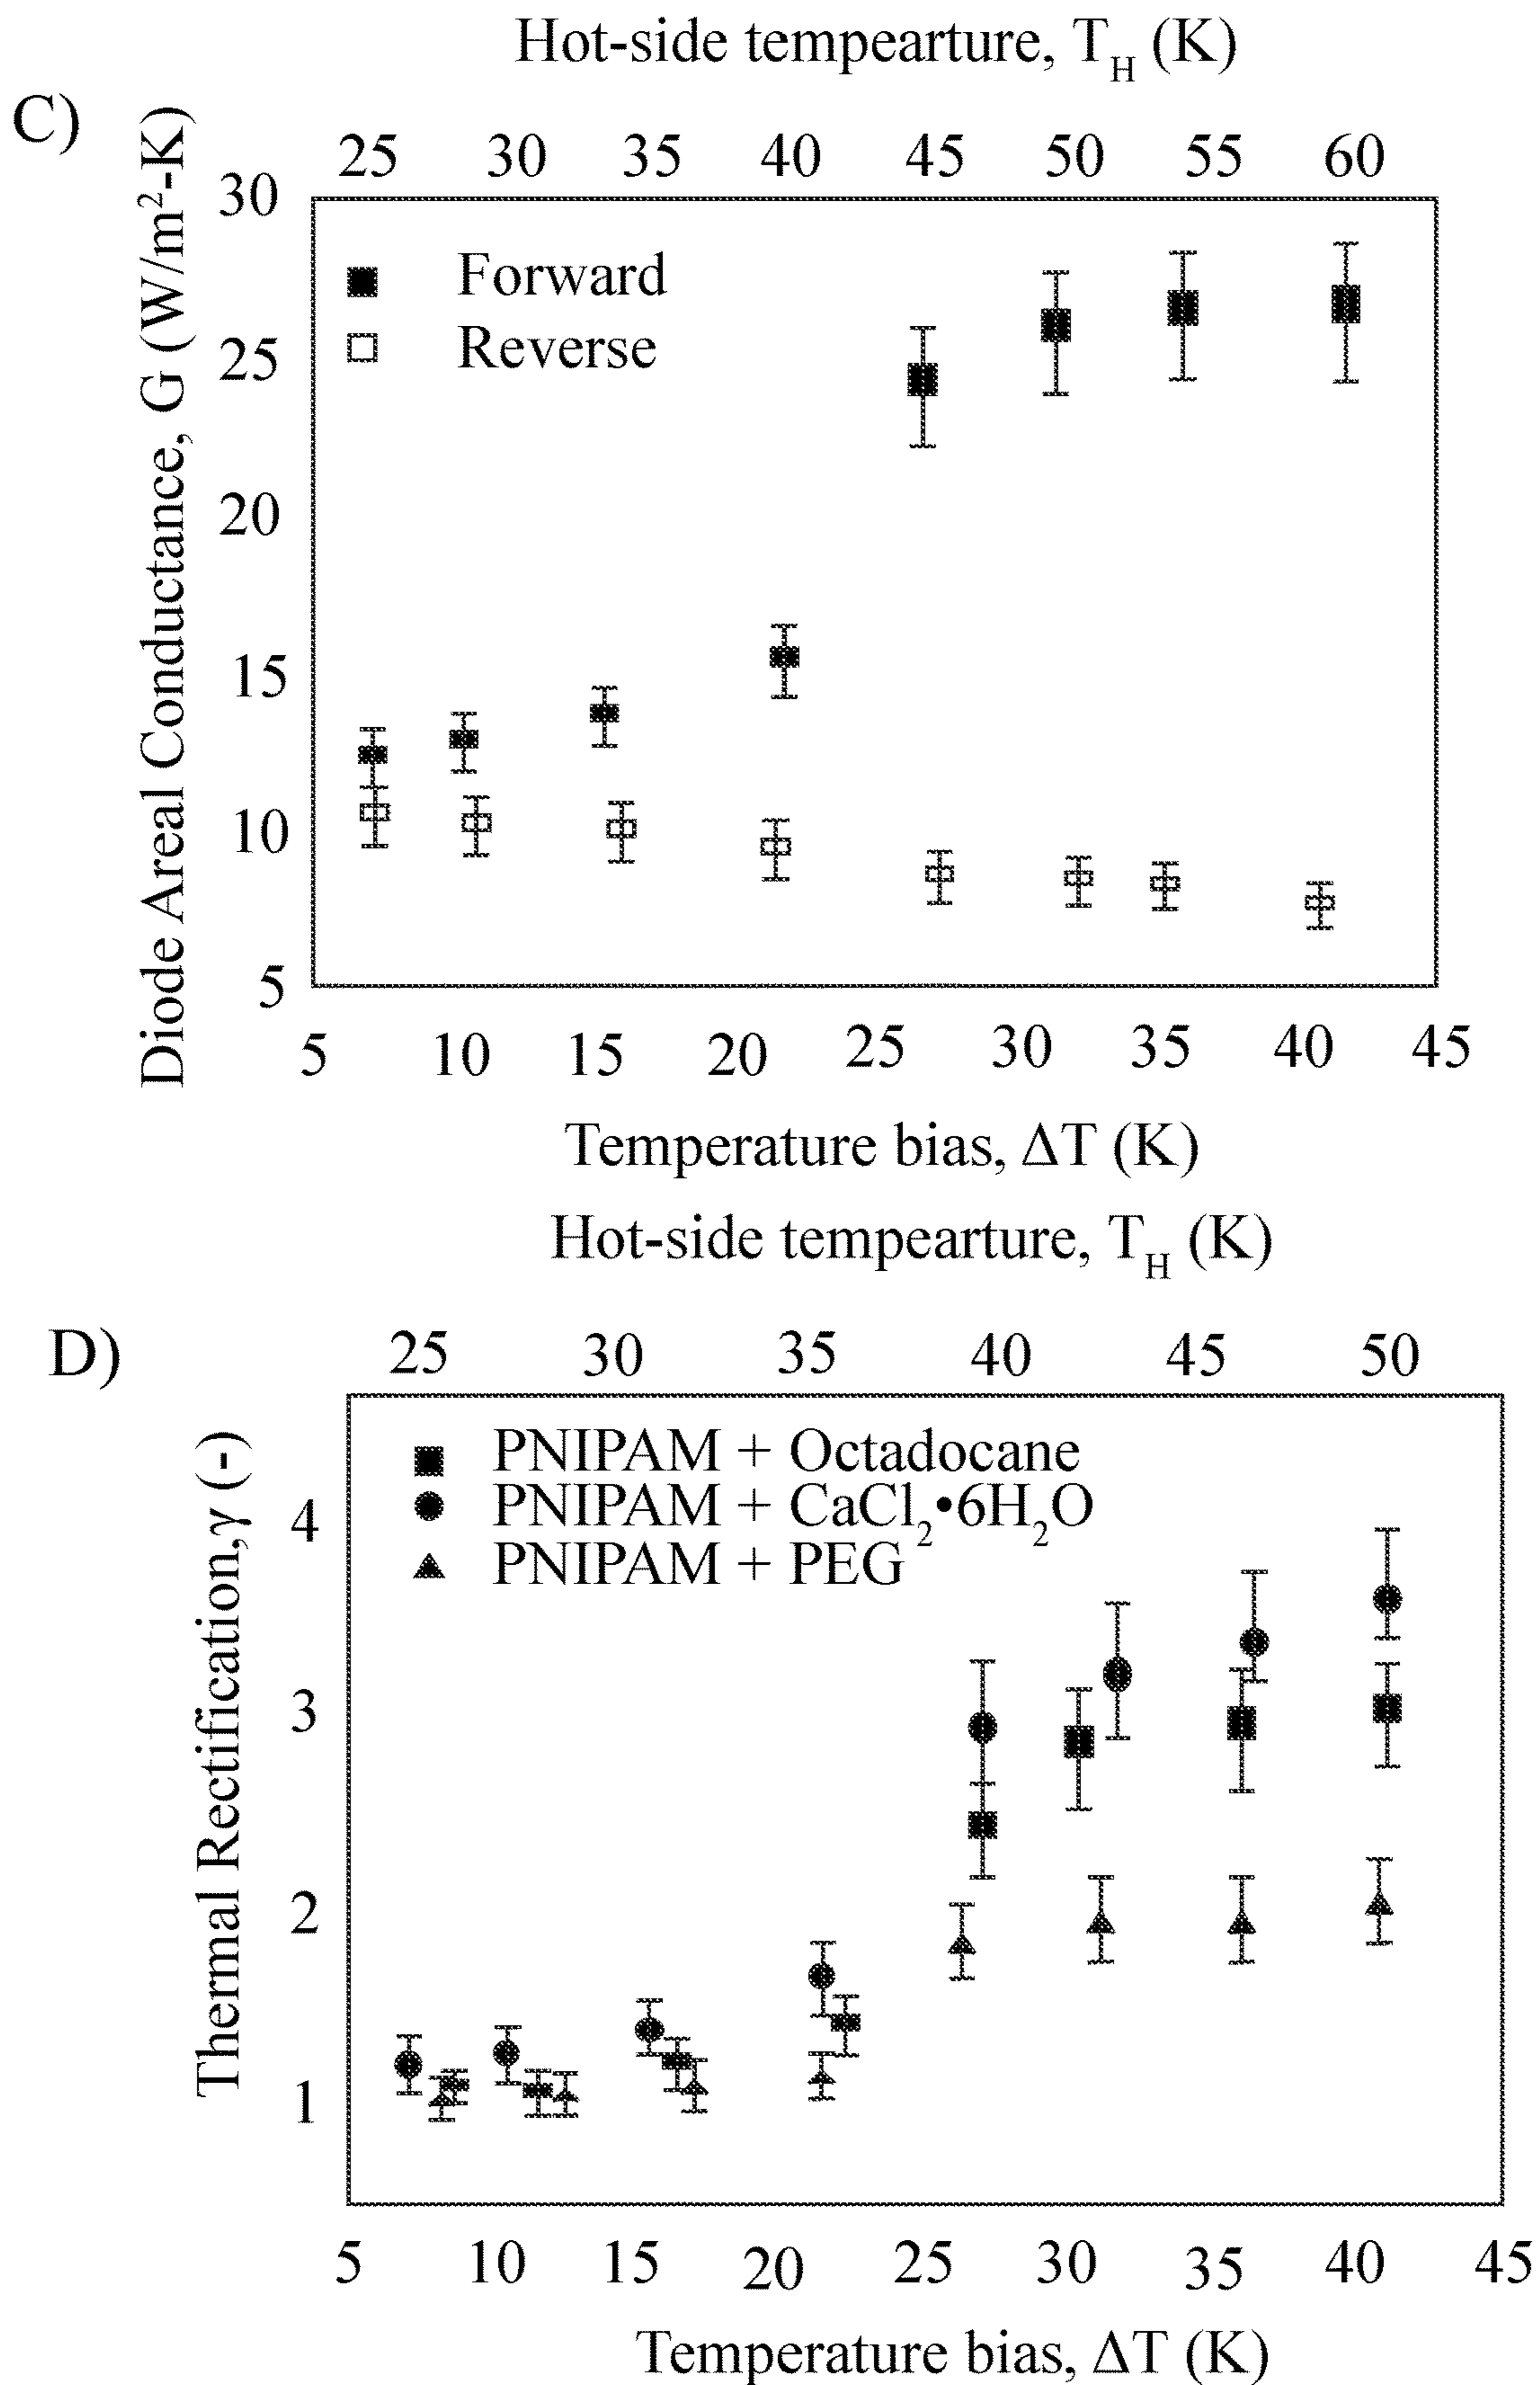 Hot-side tempearture, T_H (K)
C)
25 30 35 40 45 50 55 60
Diode Areal Conductance, G (W/m²-K)
30
25
20
15
10
5
Forward
Reverse
5 10 15 20 25 30 35 40 45
Temperature bias, ΔT (K)
Hot-side tempearture, T_H (K)
D)
25 30 35 40 45 50
Thermal Rectification,γ (-)
4
3
2
1
PNIPAM + Octadocane
PNIPAM + CaCl₂•6H₂O
PNIPAM + PEG
5 10 15 20 25 30 35 40 45
Temperature bias, ΔT (K)